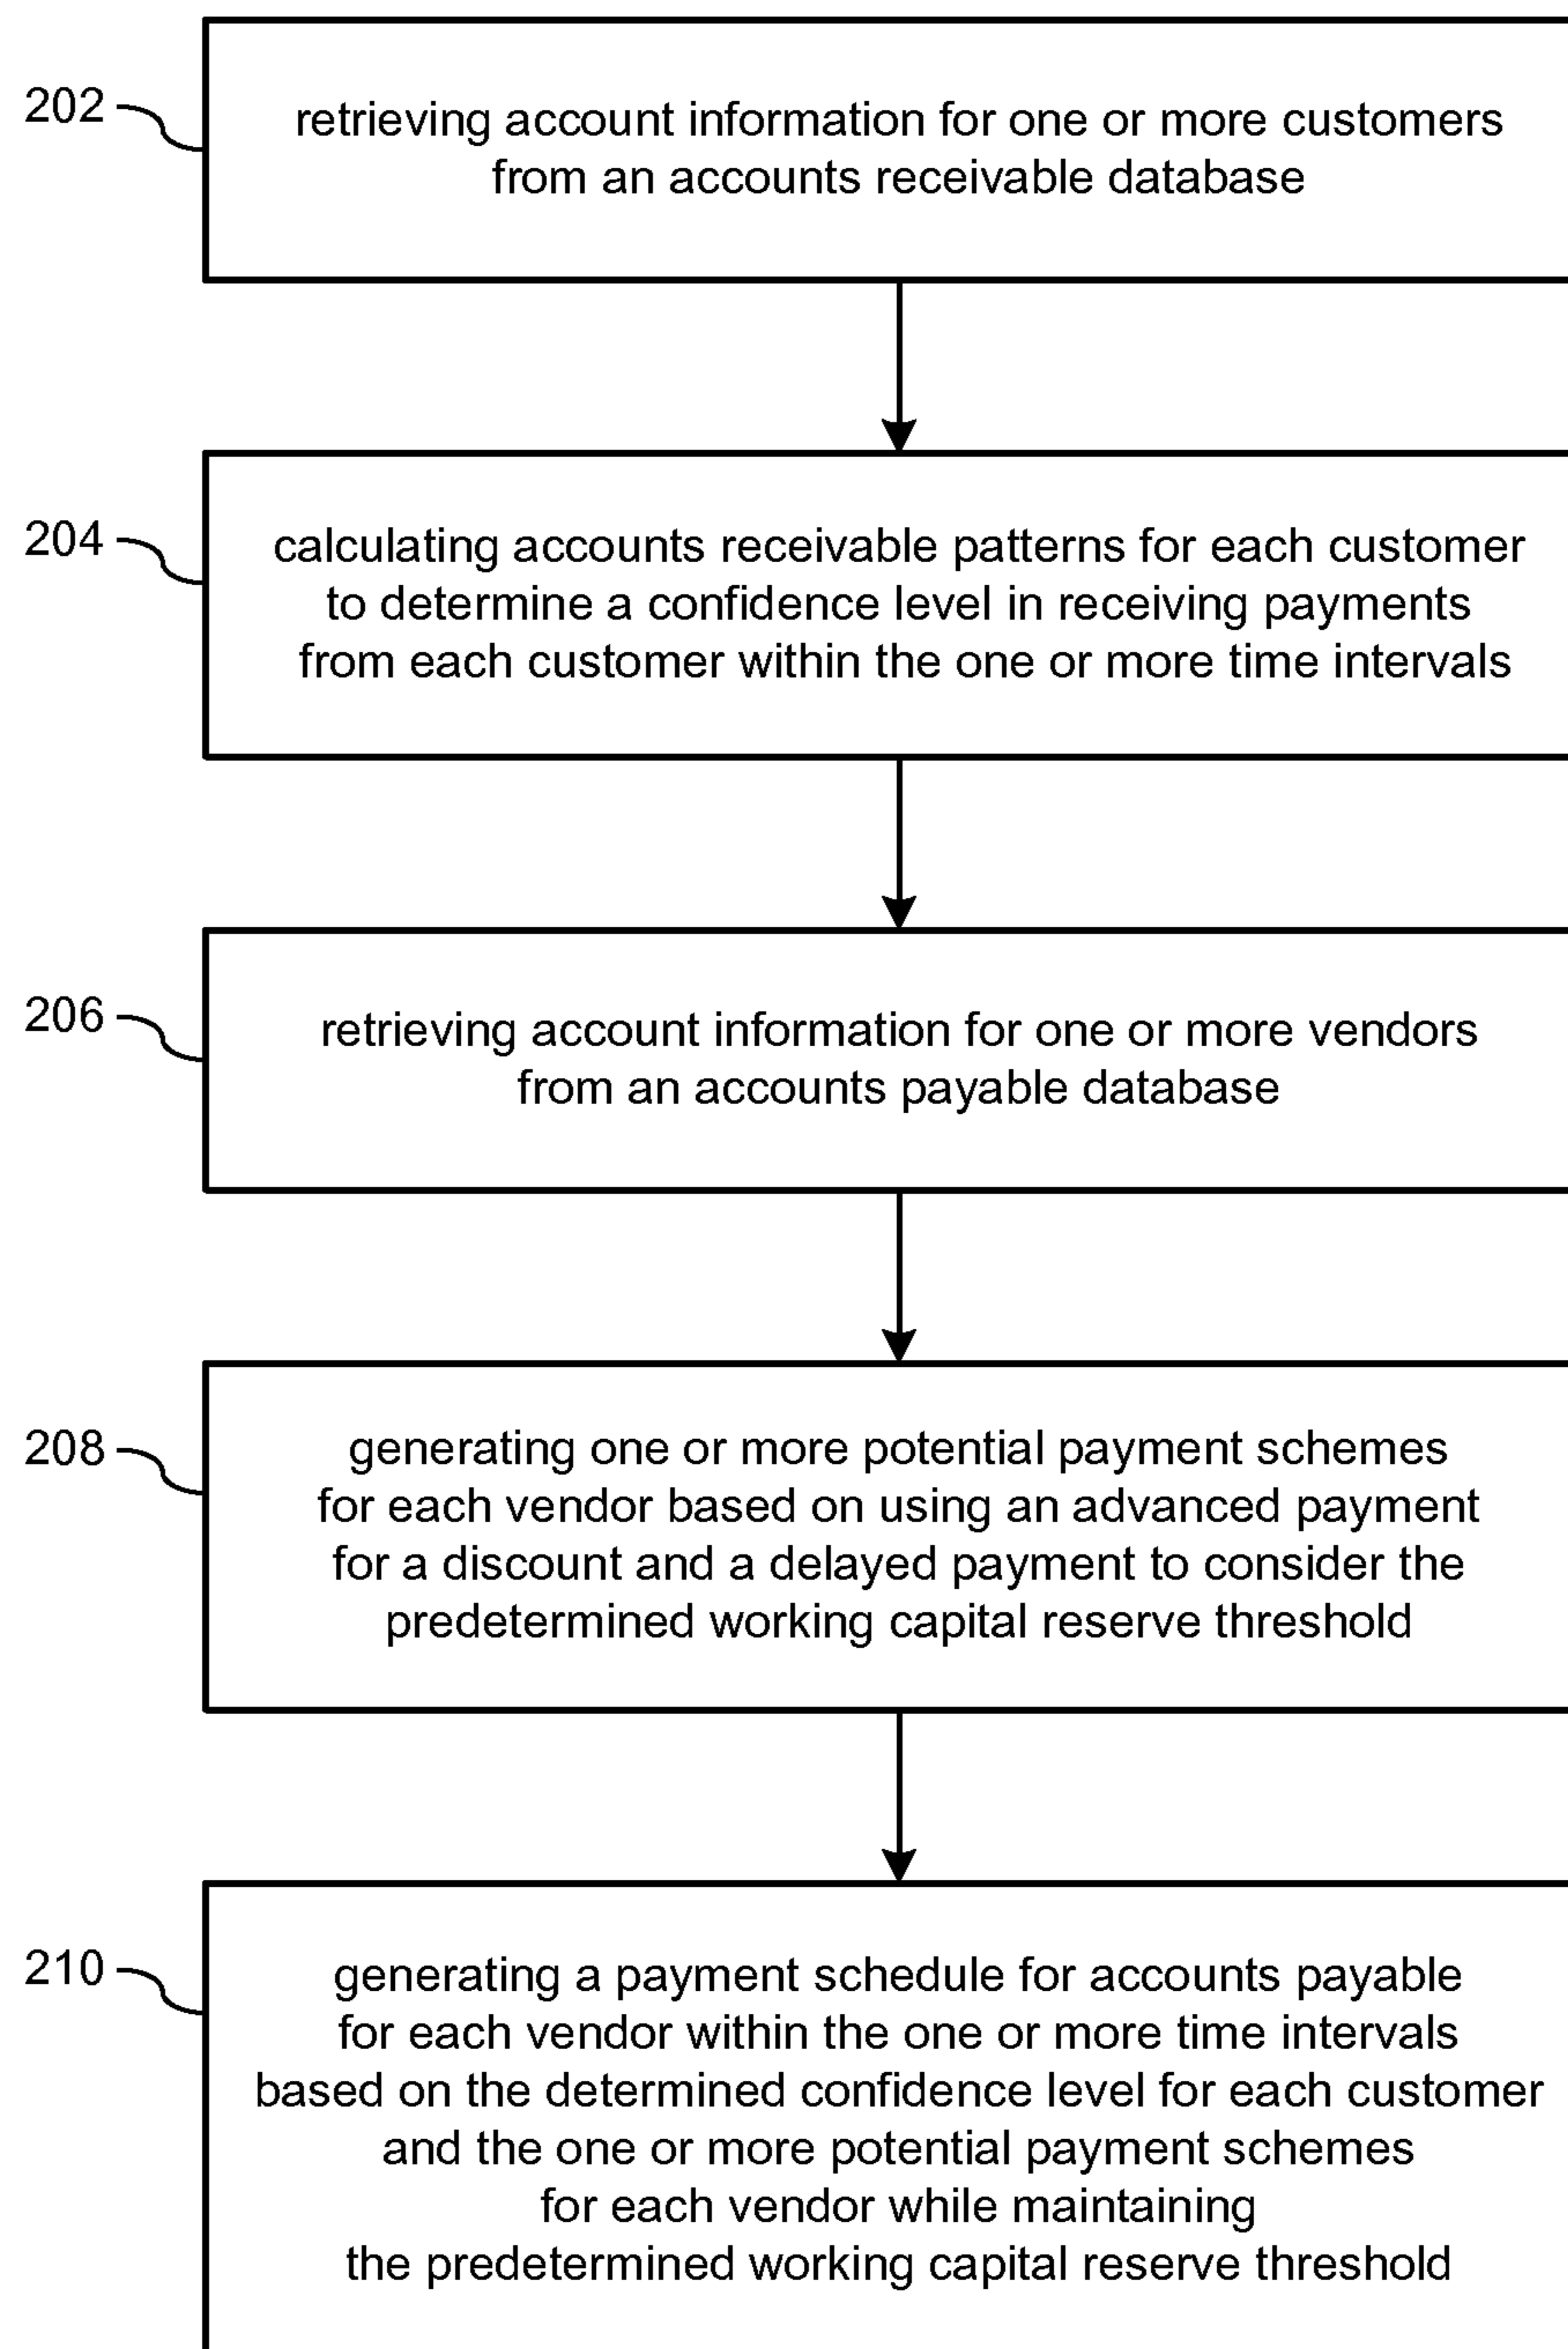 202
retrieving account information for one or more customers
from an accounts receivable database
204
calculating accounts receivable patterns for each customer
to determine a confidence level in receiving payments
from each customer within the one or more time intervals
206
retrieving account information for one or more vendors
from an accounts payable database
208
generating one or more potential payment schemes
for each vendor based on using an advanced payment
for a discount and a delayed payment to consider the
predetermined working capital reserve threshold
210
generating a payment schedule for accounts payable
for each vendor within the one or more time intervals
based on the determined confidence level for each customer
and the one or more potential payment schemes
for each vendor while maintaining
the predetermined working capital reserve threshold